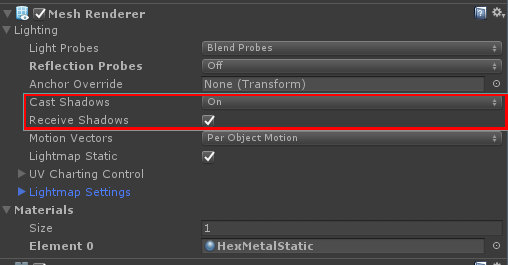 Mesh Renderer
Lighting
Light Probes Blend Probes
Reflection Probes Off
Anchor Override None (Transform)
Cast Shadows On
Receive Shadows
Motion Vectors Per Object Motion
Lightmap Static
UV Charting Control
Lightmap Settings
Materials
Size 1
Element 0 HexMetalStatic